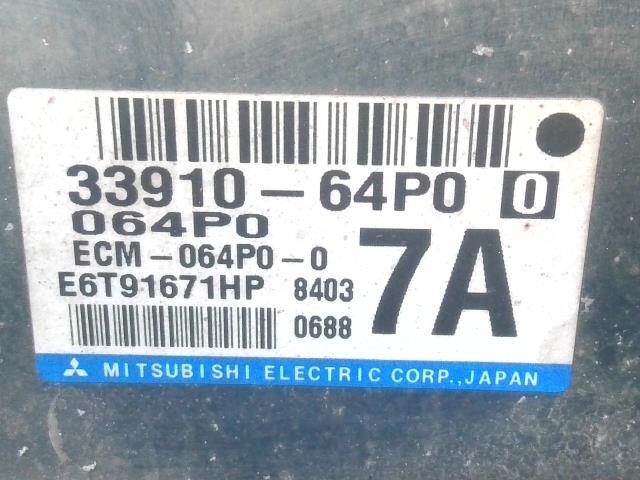 33910-64P0 0
064P0
ECM-064P0-0
E6T91671HP 8403
0688
7A
MITSUBISHI ELECTRIC CORP., JAPAN